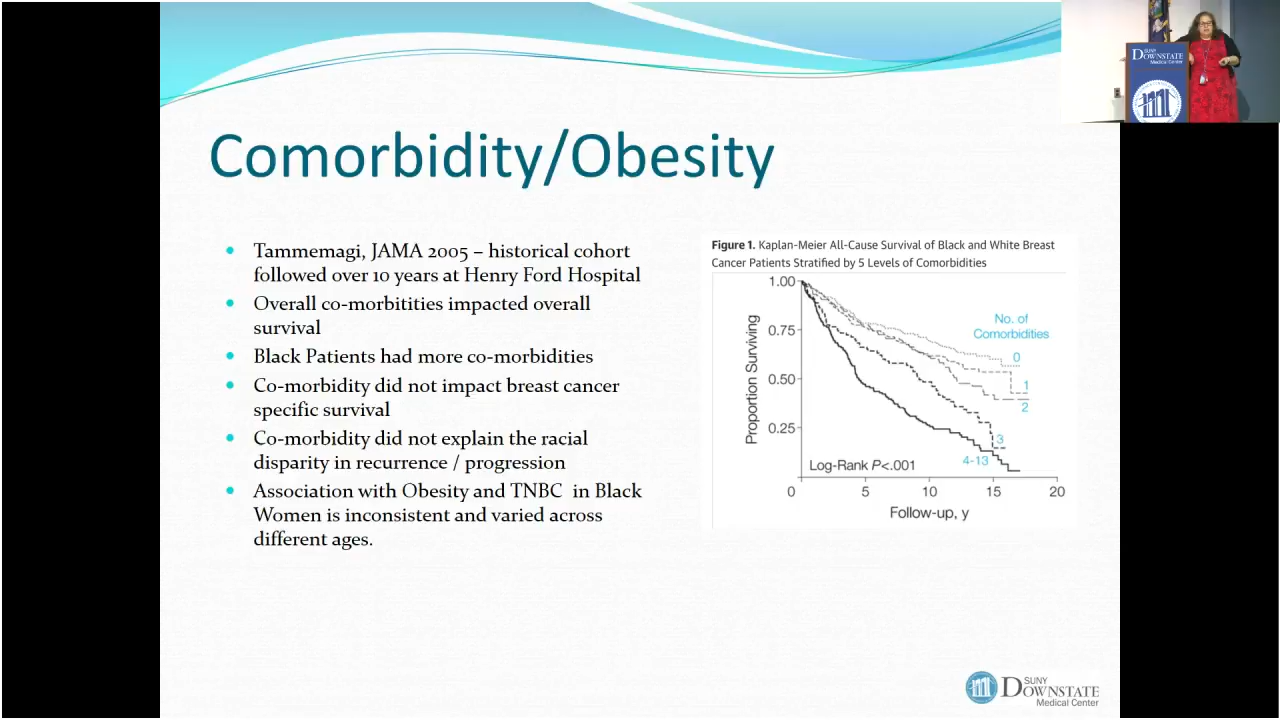 SUNY
DOWNSTATE
Medical Center
Comorbidity/Obesity
Tammemagi, JAMA 2005 – historical cohort
followed over 10 years at Henry Ford Hospital
Overall co-morbitities impacted overall
survival
Black Patients had more co-morbidities
Co-morbidity did not impact breast cancer
specific survival
Co-morbidity did not explain the racial
disparity in recurrence / progression
Association with Obesity and TNBC in Black
Women is inconsistent and varied across
different ages.
Figure 1. Kaplan-Meier All-Cause Survival of Black and White Breast
Cancer Patients Stratified by 5 Levels of Comorbidities
1.00
0.75
0.50
0.25
0
Proportion Surviving
No. of
Comorbidities
0
1
2
3
4-13
Log-Rank P<.001
5
10
15
20
Follow-up, y
SUNY
DOWNSTATE
Medical Center